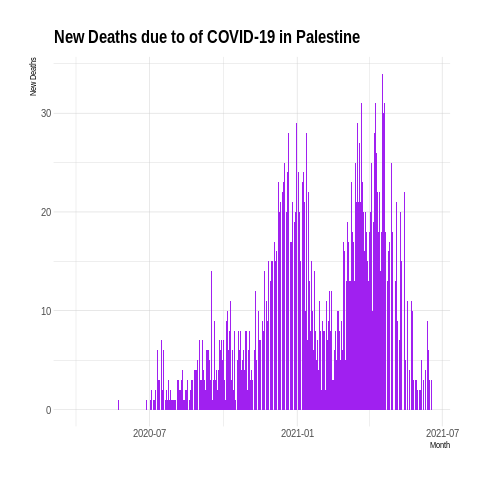 New Deaths due to of COVID-19 in Palestine
New Deaths
30
20
10
0
2020-07
2021-01
2021-07
Month